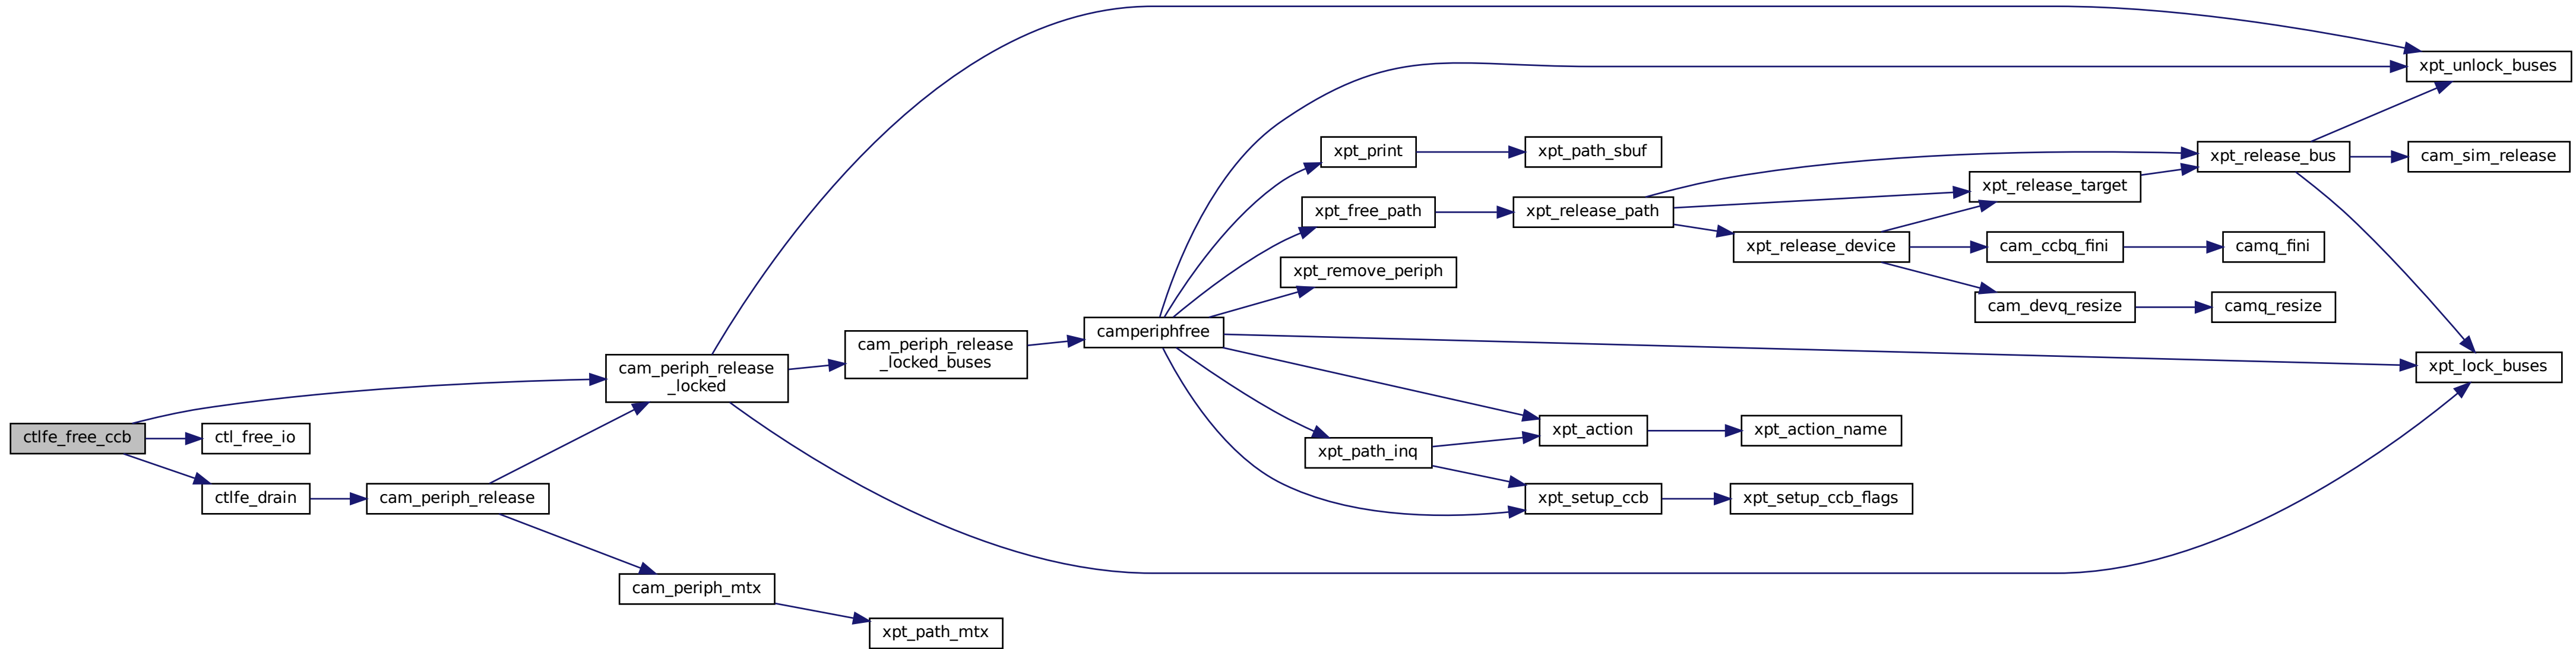 ctlfe_free_ccb
ctl_free_io
ctlfe_drain
cam_periph_release
cam_periph_release
_locked
cam_periph_mtx
xpt_path_mtx
cam_periph_release
_locked_buses
camperiphfree
xpt_print
xpt_free_path
xpt_remove_periph
xpt_path_inq
xpt_path_sbuf
xpt_release_path
xpt_action
xpt_setup_ccb
xpt_release_device
xpt_action_name
xpt_setup_ccb_flags
xpt_release_target
cam_ccbq_fini
cam_devq_resize
xpt_release_bus
camq_fini
camq_resize
xpt_unlock_buses
cam_sim_release
xpt_lock_buses